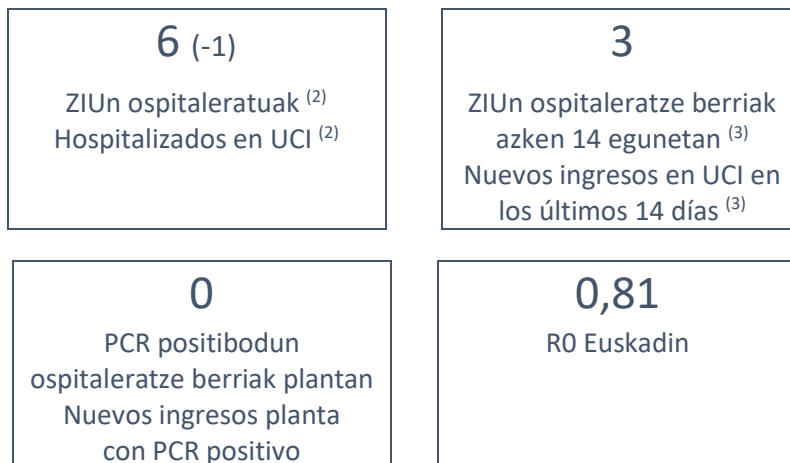 6 (-1)
ZIUn ospitaleratuak (2)
Hospitalizados en UCI (2)
3
ZIUn ospitaleratze berriak
azken 14 egunetan (3)
Nuevos ingresos en UCI en
los últimos 14 días (3)
0
PCR positibodun
ospitaleratze berriak plantan
Nuevos ingresos planta
con PCR positivo
0,81
R0 Euskadin